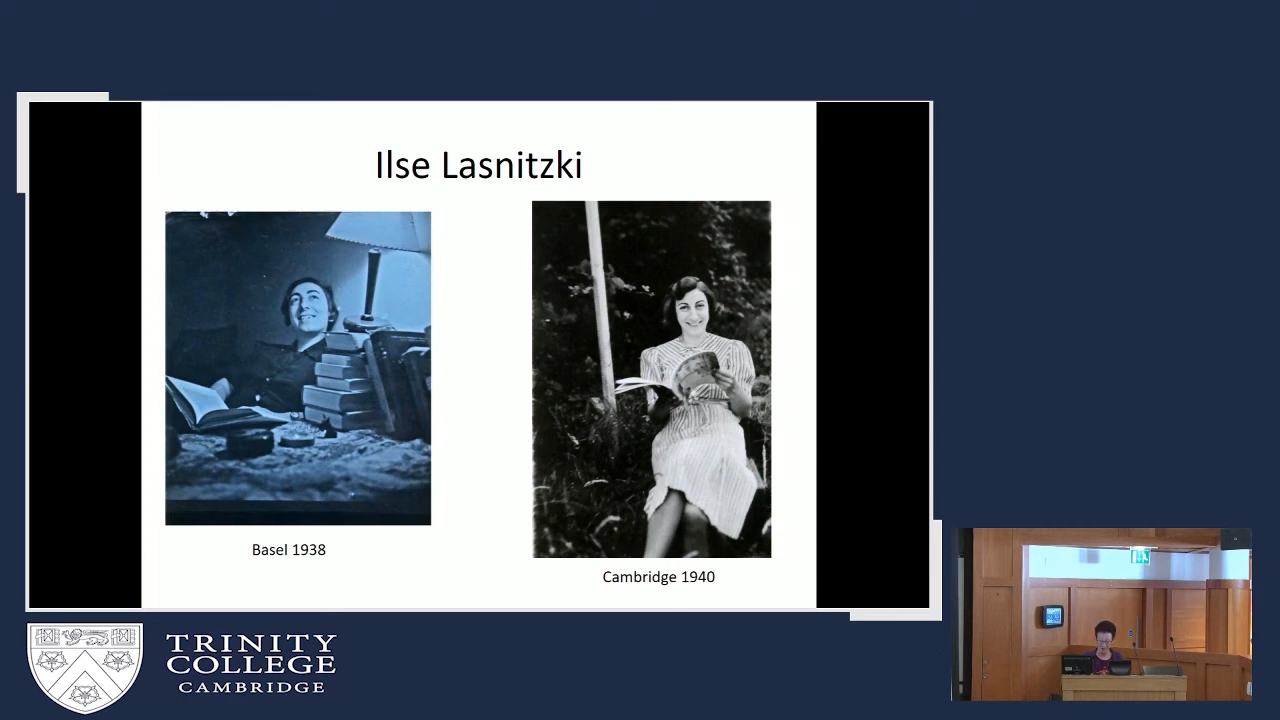 Ilse Lasnitzki
Basel 1938
Cambridge 1940
TRINITY
COLLEGE
CAMBRIDGE